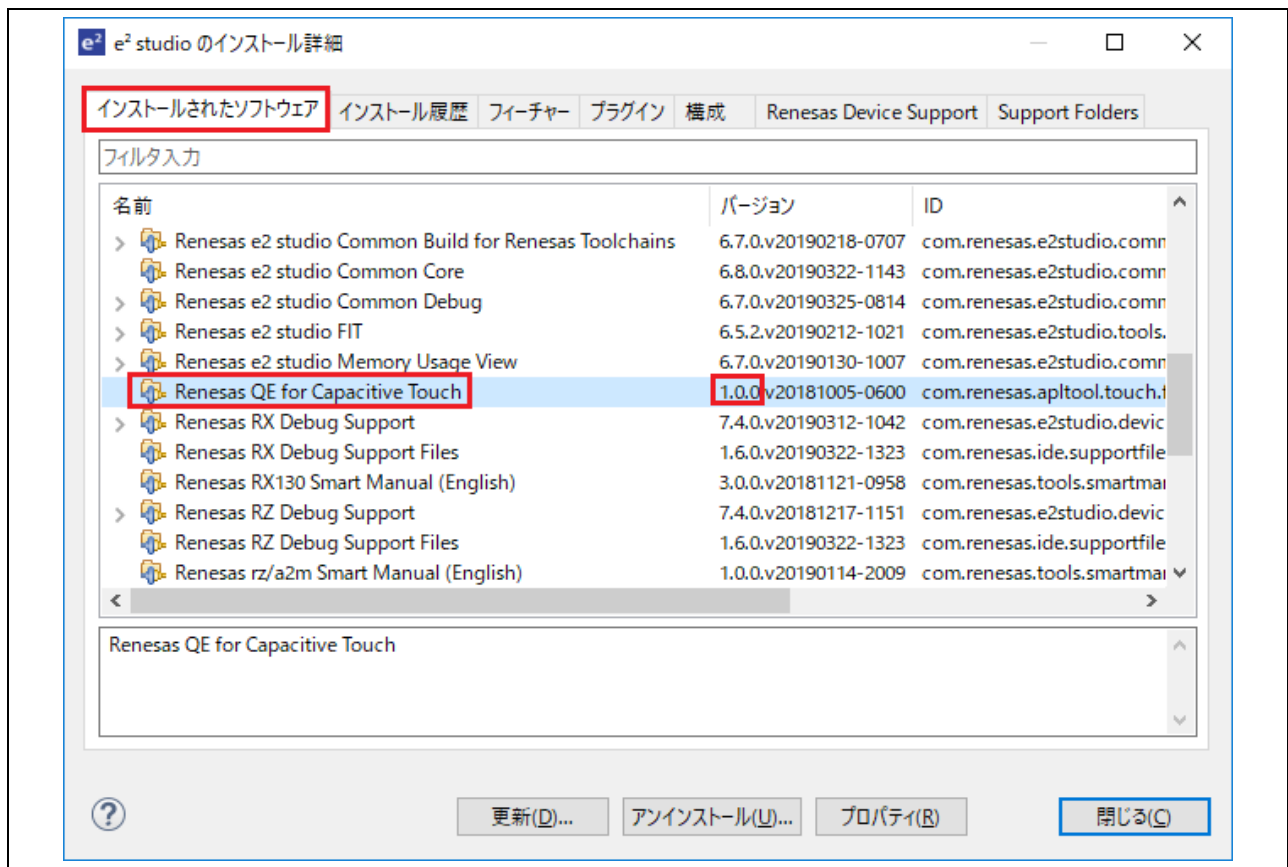 e² e² studio のインストール詳細
インストールされたソフトウェア インストール履歴 フィーチャー プラグイン 構成 Renesas Device Support Support Folders
フィルタ入力
名前 バージョン ID
Renesas e2 studio Common Build for Renesas Toolchains 6.7.0.v20190218-0707 com.renesas.e2studio.comm
Renesas e2 studio Common Core 6.8.0.v20190322-1143 com.renesas.e2studio.comm
Renesas e2 studio Common Debug 6.7.0.v20190325-0814 com.renesas.e2studio.comm
Renesas e2 studio FIT 6.5.2.v20190212-1021 com.renesas.e2studio.tools.
Renesas e2 studio Memory Usage View 6.7.0.v20190130-1007 com.renesas.e2studio.comm
Renesas QE for Capacitive Touch 1.0.0.v20181005-0600 com.renesas.apltool.touch.f
Renesas RX Debug Support 7.4.0.v20190312-1042 com.renesas.e2studio.devic
Renesas RX Debug Support Files 1.6.0.v20190322-1323 com.renesas.ide.supportfile
Renesas RX130 Smart Manual (English) 3.0.0.v20181121-0958 com.renesas.tools.smartmar
Renesas RZ Debug Support 7.4.0.v20181217-1151 com.renesas.e2studio.devic
Renesas RZ Debug Support Files 1.6.0.v20190322-1323 com.renesas.ide.supportfile
Renesas rz/a2m Smart Manual (English) 1.0.0.v20190114-2009 com.renesas.tools.smartmar
Renesas QE for Capacitive Touch
更新(D)... アンインストール(U)... プロパティ(R) 閉じる(C)